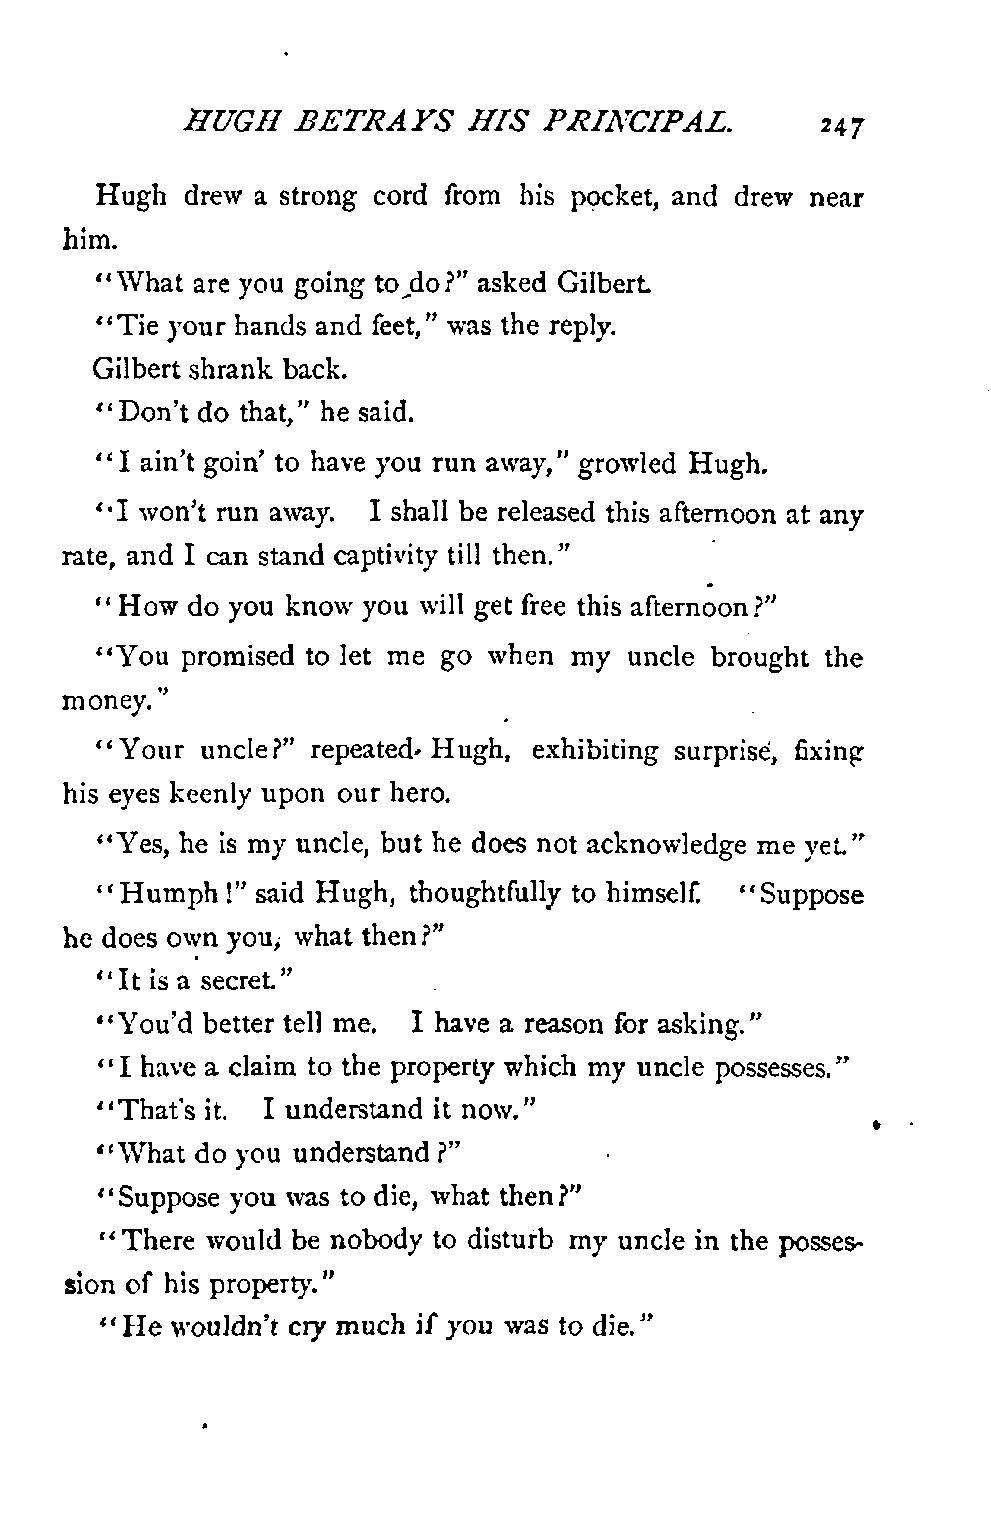 HUGH BETRAYS HIS PRINCIPAL. 247
Hugh drew a strong cord from his pocket, and drew near
him.
"What are you going to do?" asked Gilbert.
"Tie your hands and feet," was the reply.
Gilbert shrank back.
"Don't do that," he said.
"I ain't goin' to have you run away," growled Hugh.
"I won't run away. I shall be released this afternoon at any
rate, and I can stand captivity till then."
"How do you know you will get free this afternoon?"
"You promised to let me go when my uncle brought the
money."
"Your uncle?" repeated Hugh, exhibiting surprise, fixing
his eyes keenly upon our hero.
"Yes, he is my uncle, but he does not acknowledge me yet."
"Humph!" said Hugh, thoughtfully to himself. "Suppose
he does own you, what then?"
"It is a secret."
"You'd better tell me. I have a reason for asking."
"I have a claim to the property which my uncle possesses."
"That's it. I understand it now."
"What do you understand?"
"Suppose you was to die, what then?"
"There would be nobody to disturb my uncle in the posses-
sion of his property."
"He wouldn't cry much if you was to die."